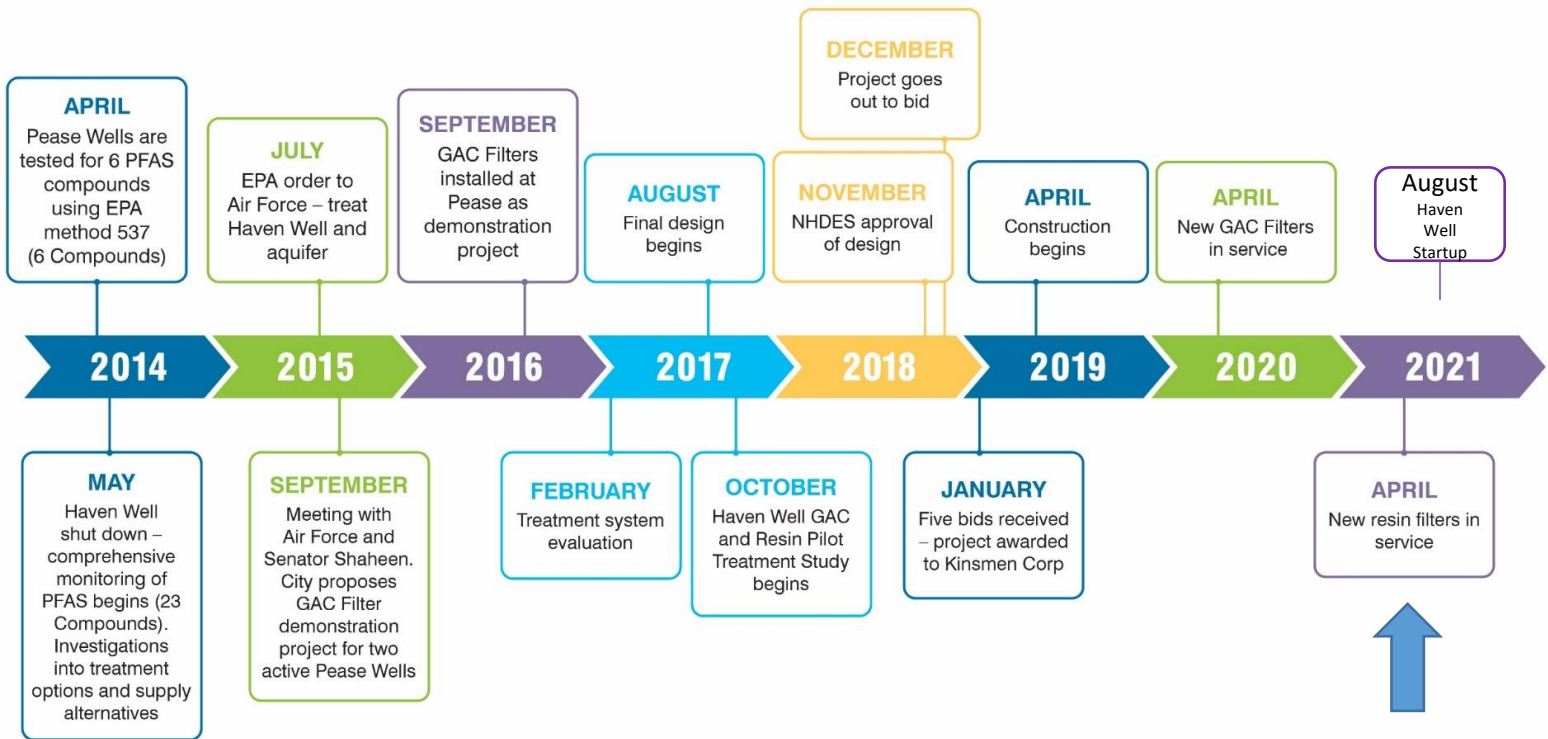 APRIL
Pease Wells are
tested for 6 PFAS
compounds
using EPA
method 537
(6 Compounds)
JULY
EPA order to
Air Force – treat
Haven Well and
aquifer
SEPTEMBER
GAC Filters
installed at
Pease as
demonstration
project
AUGUST
Final design
begins
DECEMBER
Project goes
out to bid
NOVEMBER
NHDES approval
of design
APRIL
Construction
begins
APRIL
New GAC Filters
in service
August
Haven
Well
Startup
2014
2015
2016
2017
2018
2019
2020
2021
MAY
Haven Well
shut down –
comprehensive
monitoring of
PFAS begins (23
Compounds).
Investigations
into treatment
options and supply
alternatives
SEPTEMBER
Meeting with
Air Force and
Senator Shaheen.
City proposes
GAC Filter
demonstration
project for two
active Pease Wells
FEBRUARY
Treatment system
evaluation
OCTOBER
Haven Well GAC
and Resin Pilot
Treatment Study
begins
JANUARY
Five bids received
– project awarded
to Kinsmen Corp
APRIL
New resin filters in
service